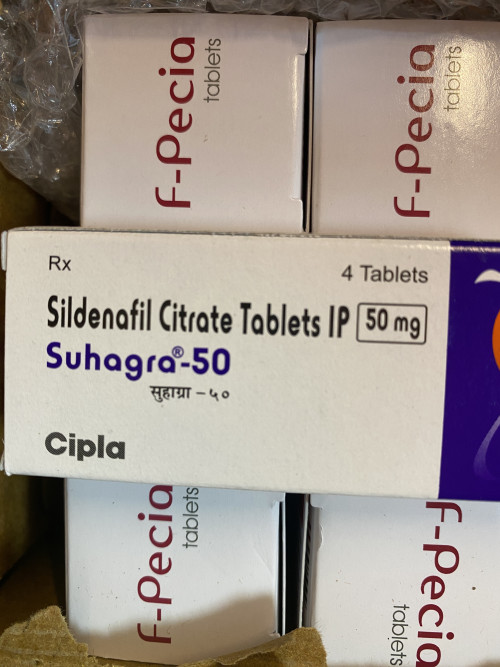 F-Pecia
tablets
F-Pecia
tablets
Rx
4 Tablets
Sildenafil Citrate Tablets IP 50 mg
Suhagra®-50
सुहाग्रा – ५०
Cipla
F-Pecia
tablets
F-Pecia
tablets